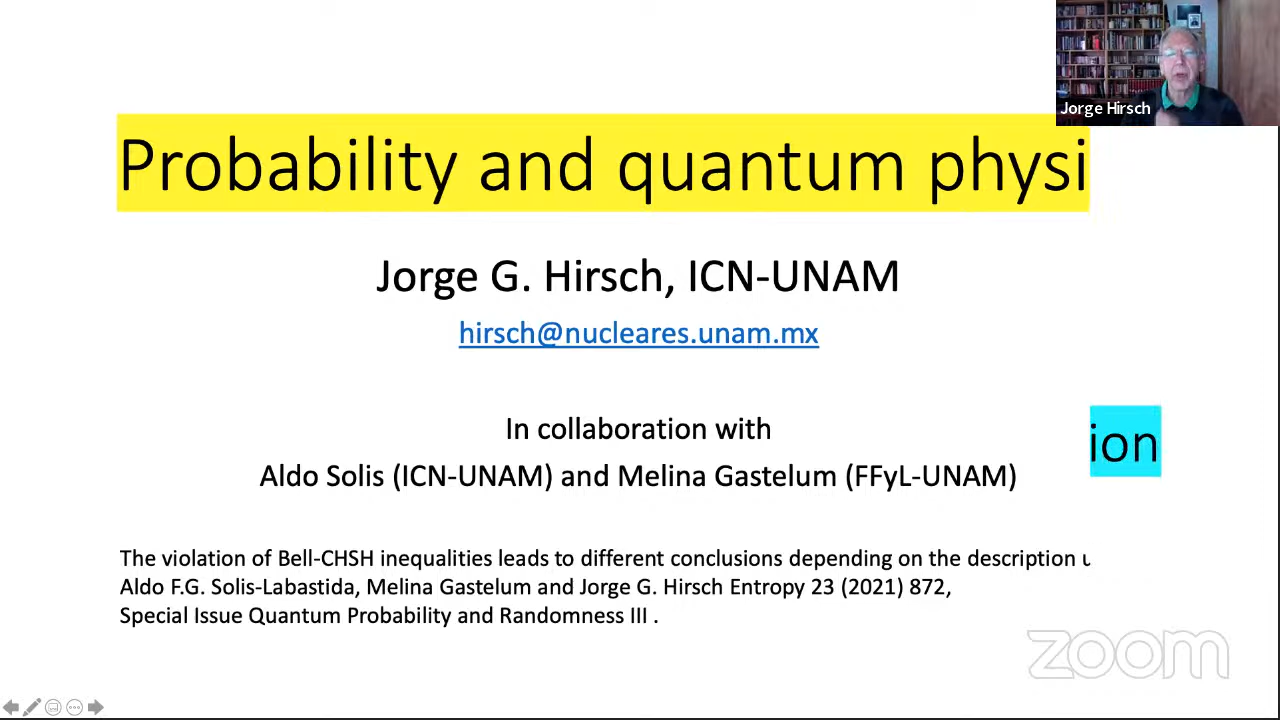 Jorge Hirsch
Probability and quantum physi
Jorge G. Hirsch, ICN-UNAM
hirsch@nucleares.unam.mx
In collaboration with
ion
Aldo Solis (ICN-UNAM) and Melina Gastelum (FFyL-UNAM)
The violation of Bell-CHSH inequalities leads to different conclusions depending on the description u
Aldo F.G. Solis-Labastida, Melina Gastelum and Jorge G. Hirsch Entropy 23 (2021) 872,
Special Issue Quantum Probability and Randomness III .
zoom